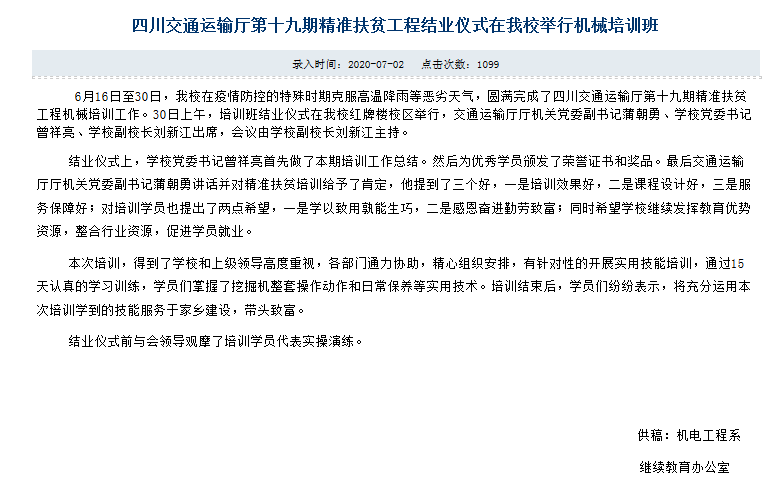 四川交通运输厅第十九期精准扶贫工程结业仪式在我校举行机械培训班
录入时间：2020-07-02 点击次数：1099
6月16日至30日，我校在疫情防控的特殊时期克服高温降雨等恶劣天气，圆满完成了四川交通运输厅第十九期精准扶贫
工程机械培训工作。30日上午，培训班结业仪式在我校红牌楼校区举行，交通运输厅厅机关党委副书记蒲朝勇、学校党委书记
曾祥亮、学校副校长刘新江出席，会议由学校副校长刘新江主持。
结业仪式上，学校党委书记曾祥亮首先做了本期培训工作总结。然后为优秀学员颁发了荣誉证书和奖品。最后交通运输
厅厅机关党委副书记蒲朝勇讲话并对精准扶贫培训给予了肯定，他提到了三个好，一是培训效果好，二是课程设计好，三是服
务保障好；对培训学员也提出了两点希望，一是学以致用孰能生巧，二是感恩奋进勤劳致富；同时希望学校继续发挥教育优势
资源，整合行业资源，促进学员就业。
本次培训，得到了学校和上级领导高度重视，各部门通力协助，精心组织安排，有针对性的开展实用技能培训，通过15
天认真的学习训练，学员们掌握了挖掘机整套操作动作和日常保养等实用技术。培训结束后，学员们纷纷表示，将充分运用本
次培训学到的技能服务于家乡建设，带头致富。
结业仪式前与会领导观摩了培训学员代表实操演练。
供稿：机电工程系
继续教育办公室